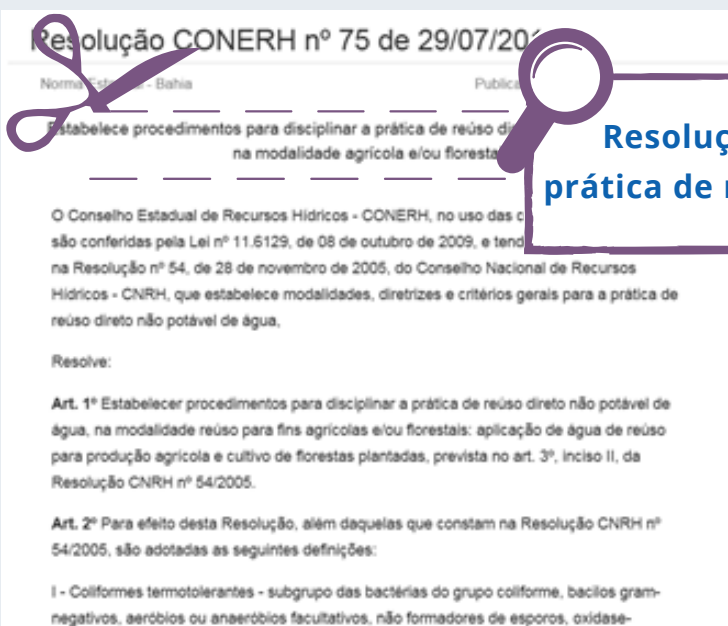 Resolução CONERH nº 75 de 29/07/20
Norma Estadual - Bahia
Publica
Estabelece procedimentos para disciplinar a prática de reúso di
na modalidade agrícola e/ou floresta
Resoluç
prática de r
O Conselho Estadual de Recursos Hídricos - CONERH, no uso das c
são conferidas pela Lei nº 11.6129, de 08 de outubro de 2009, e tend
na Resolução nº 54, de 28 de novembro de 2005, do Conselho Nacional de Recursos
Hídricos - CNRH, que estabelece modalidades, diretrizes e critérios gerais para a prática de
reúso direto não potável de água,
Resolve:
Art. 1º Estabelecer procedimentos para disciplinar a prática de reúso direto não potável de
água, na modalidade reúso para fins agrícolas e/ou florestais: aplicação de água de reúso
para produção agrícola e cultivo de florestas plantadas, prevista no art. 3º, inciso II, da
Resolução CNRH nº 54/2005.
Art. 2º Para efeito desta Resolução, além daquelas que constam na Resolução CNRH nº
54/2005, são adotadas as seguintes definições:
I - Coliformes termotolerantes - subgrupo das bactérias do grupo coliforme, bacilos gram-
negativos, aeróbios ou anaeróbios facultativos, não formadores de esporos, oxidase-